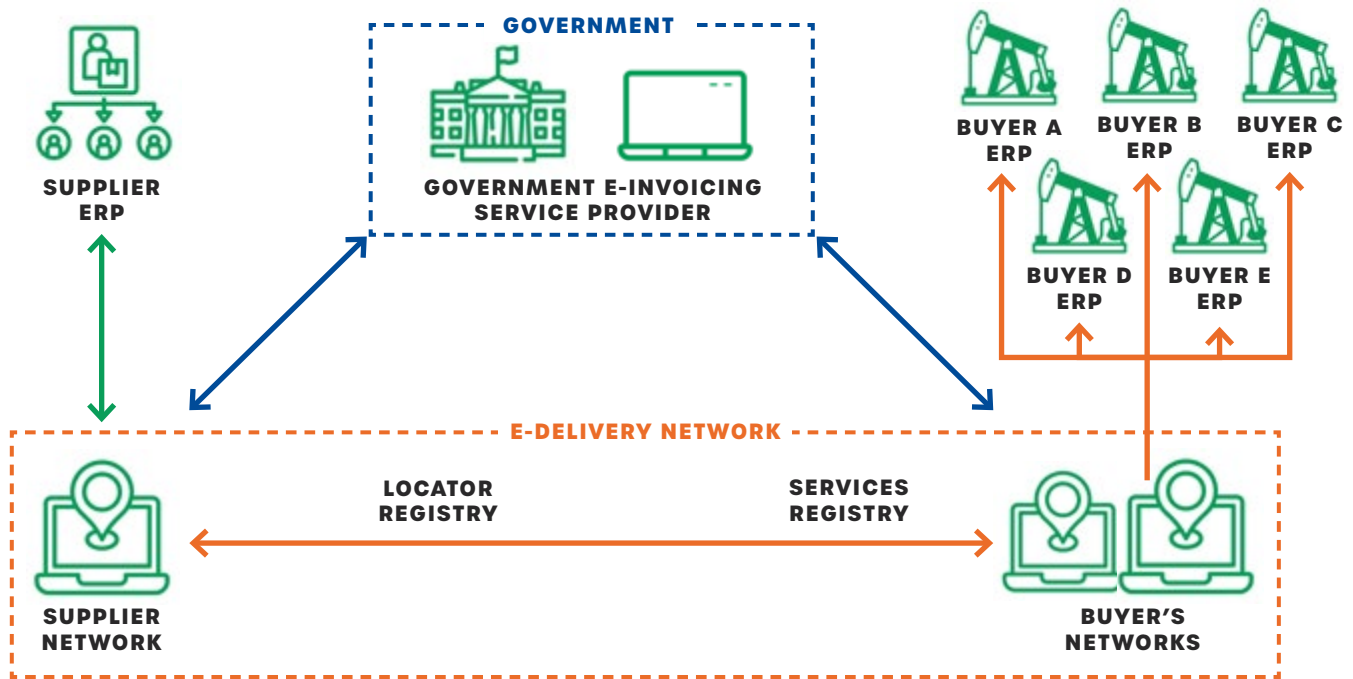 GOVERNMENT
GOVERNMENT E-INVOICING
SERVICE PROVIDER
SUPPLIER
ERP
BUYER A
ERP
BUYER B
ERP
BUYER C
ERP
BUYER D
ERP
BUYER E
ERP
E-DELIVERY NETWORK
LOCATOR
REGISTRY
SERVICES
REGISTRY
SUPPLIER
NETWORK
BUYER'S
NETWORKS